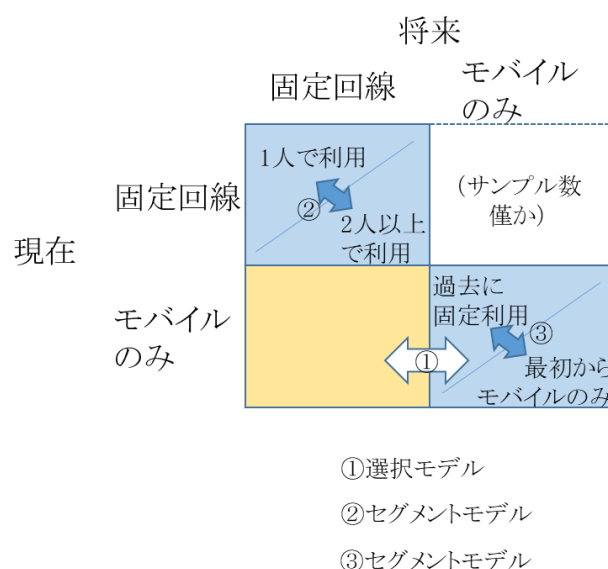 将来
固定回線
モバイル
のみ
現在
固定回線
1人で利用
②
2人以上
で利用
(サンプル数
僅か)
モバイル
のみ
①
過去に
固定利用
③
最初から
モバイルのみ
①選択モデル
②セグメントモデル
③セグメントモデル